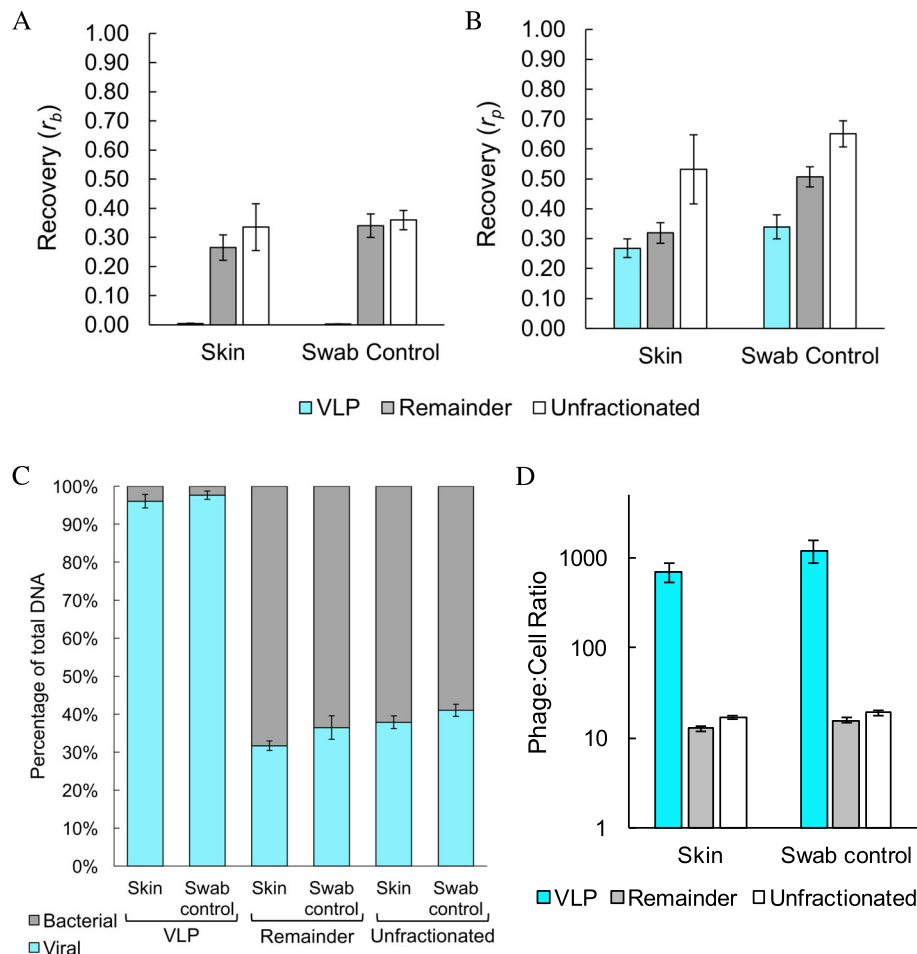 A
1.00
0.90
0.80
0.70
0.60
0.50
0.40
0.30
0.20
0.10
0.00
Recovery (rb)
Skin
Swab Control
B
1.00
0.90
0.80
0.70
0.60
0.50
0.40
0.30
0.20
0.10
0.00
Recovery (rp)
Skin
Swab Control
VLP Remainder Unfractionated
C
100%
90%
80%
70%
60%
50%
40%
30%
20%
10%
0%
Percentage of total DNA
Skin Swab control Skin Swab control Skin Swab control
VLP Remainder Unfractionated
Bacterial
Viral
D
1000
100
10
1
Phage:Cell Ratio
Skin
Swab control
VLP Remainder Unfractionated